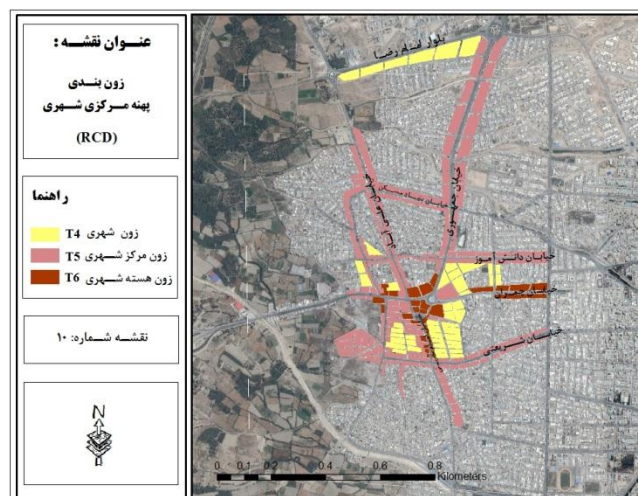 عنوان نقشه :
زون بندی
پهنه مرکزی شهری
(RCD)
راهنما
زون شهری T4
زون مرکز شهری T5
زون هسته شهری T6
نقشه شماره: ۱۰
N
بلوار امام رضا
خیابان جمهوری
خیابان دانش آموز
خیابان چمران
خیابان شریعتی
0 0.1 0.2 0.4 0.6 0.8
Kilometers